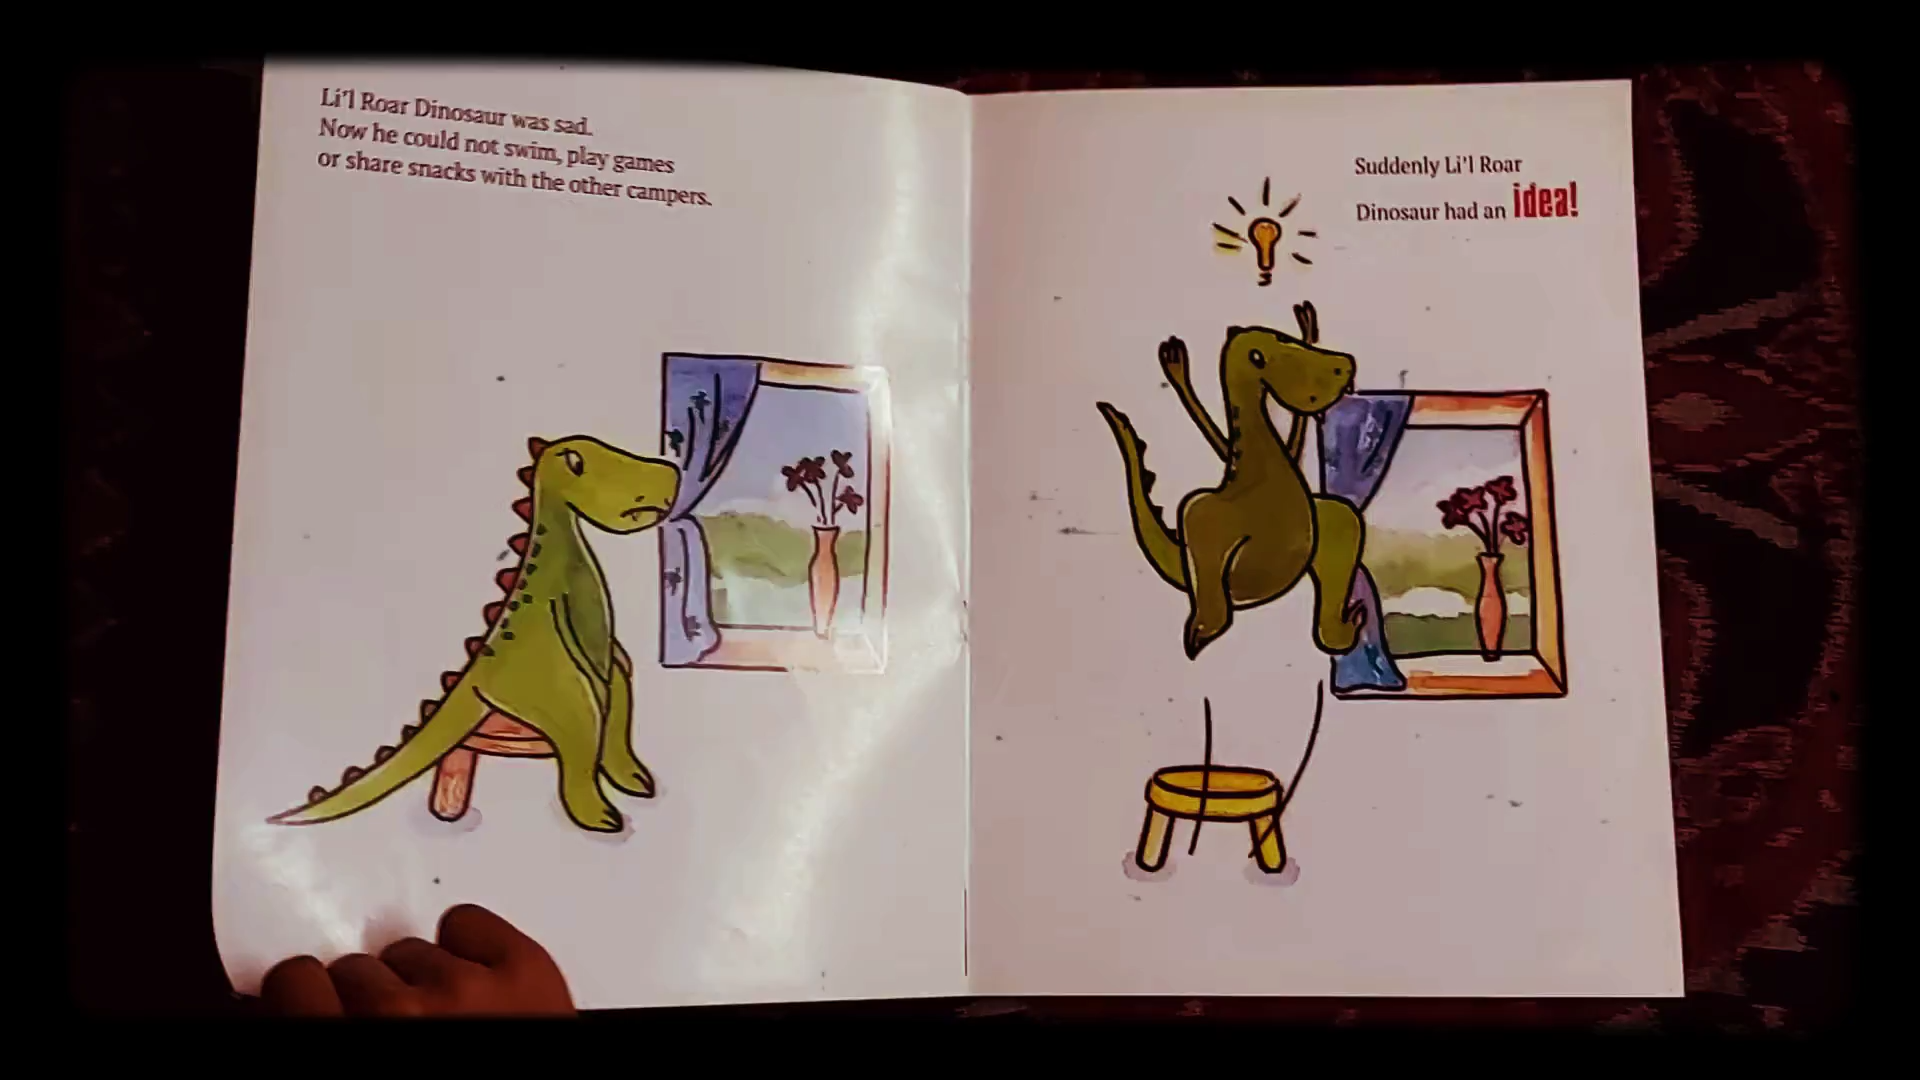 Li'l Roar Dinosaur was sad.
Now he could not swim, play games
or share snacks with the other campers.
Suddenly Li'l Roar
Dinosaur had an idea!